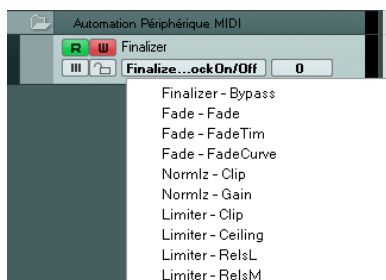 Automation Périphérique MIDI
R W Finalizer
Finalize...ockOn/Off 0
Finalizer - Bypass
Fade - Fade
Fade - FadeTim
Fade - FadeCurve
Normlz - Clip
Normlz - Gain
Limiter - Clip
Limiter - Ceiling
Limiter - RelsL
Limiter - RelsM